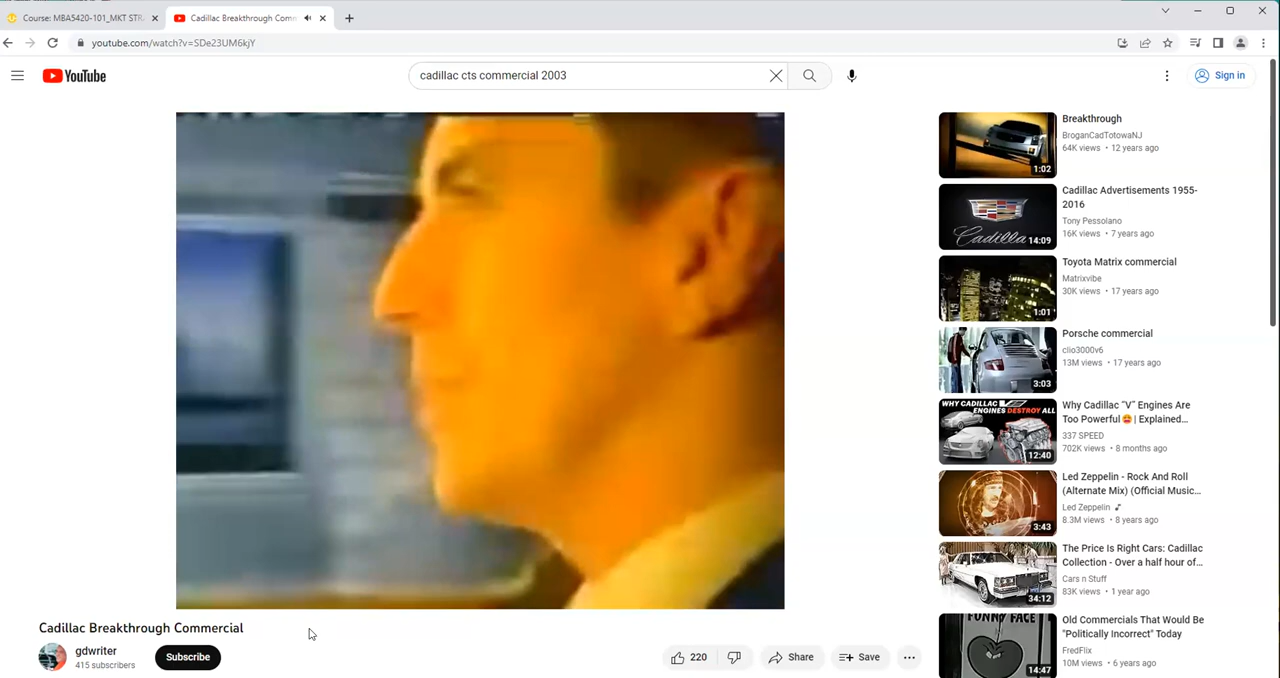 Course: MBA5420-101_MKT STR
Cadillac Breakthrough Comm
youtube.com/watch?v=SDe23UM6kjY
YouTube
cadillac cts commercial 2003
Sign in
Breakthrough
BroganCadTotowaNJ
64K views • 12 years ago
1:02
Cadillac Advertisements 1955-
2016
Tony Pessolano
16K views • 7 years ago
Cadilla
14:09
Toyota Matrix commercial
Matrixvibe
30K views • 17 years ago
1:01
Porsche commercial
clio3000v6
13M views • 17 years ago
3:03
WHY CADILLAC V ENGINES DESTROY ALL
Why Cadillac “V” Engines Are
Too Powerful🤩| Explained...
337 SPEED
702K views • 8 months ago
12:40
Led Zeppelin - Rock And Roll
(Alternate Mix) (Official Music...
Led Zeppelin
8.3M views • 8 years ago
3:43
The Price Is Right Cars: Cadillac
Collection - Over a half hour of...
Cars n Stuff
83K views • 1 year ago
34:12
FUNNY FACE
Old Commercials That Would Be
"Politically Incorrect" Today
FredFlix
10M views • 6 years ago
14:47
Cadillac Breakthrough Commercial
gdwriter
415 subscribers
Subscribe
220
Share
Save